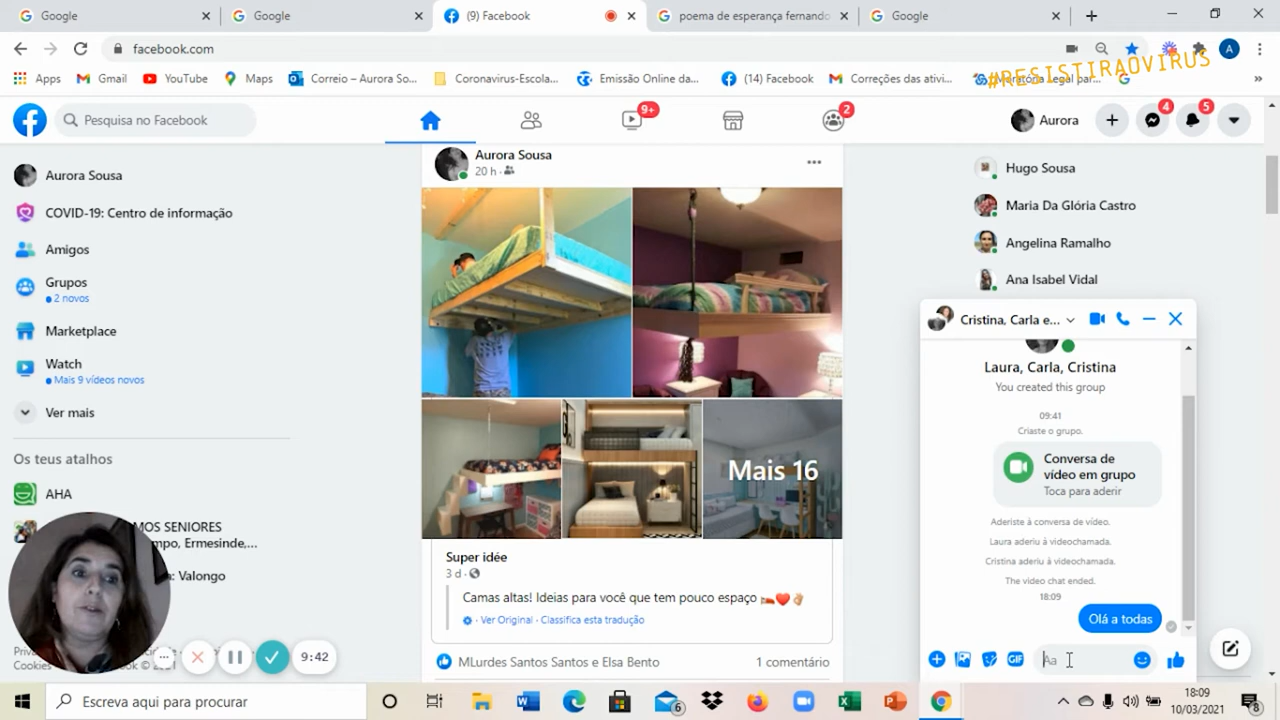 Google
Google
(9) Facebook
poema de esperança fernando
Google
facebook.com
Apps
Gmail
YouTube
Maps
Correio – Aurora So...
Coronavirus-Escola...
Emissão Online da...
(14) Facebook
Correções das ativi...
Moratória Legal par...
#RESISTIRAOVIRUS
A
»
Pesquisa no Facebook
9+
2
Aurora
4
5
Aurora Sousa
COVID-19: Centro de informação
Amigos
Grupos
2 novos
Marketplace
Watch
Mais 9 vídeos novos
Ver mais
Os teus atalhos
AHA
MOS SENIORES
mpo, Ermesinde,...
: Valongo
Cookies
9:42
Aurora Sousa
20 h ·
Mais 16
Super idée
3 d ·
Camas altas! Ideias para você que tem pouco espaço 🛌❤️👌
· Ver Original · Classifica esta tradução
MLurdes Santos Santos e Elsa Bento
1 comentário
Hugo Sousa
Maria Da Glória Castro
Angelina Ramalho
Ana Isabel Vidal
Cristina, Carla e...
Laura, Carla, Cristina
You created this group
09:41
Criaste o grupo.
Conversa de
vídeo em grupo
Toca para aderir
Aderiste à conversa de vídeo.
Laura aderiu à videochamada.
Cristina aderiu à videochamada.
The video chat ended.
18:09
Olá a todas
GIF
Aa
Escreva aqui para procurar
6
18:09
10/03/2021
8